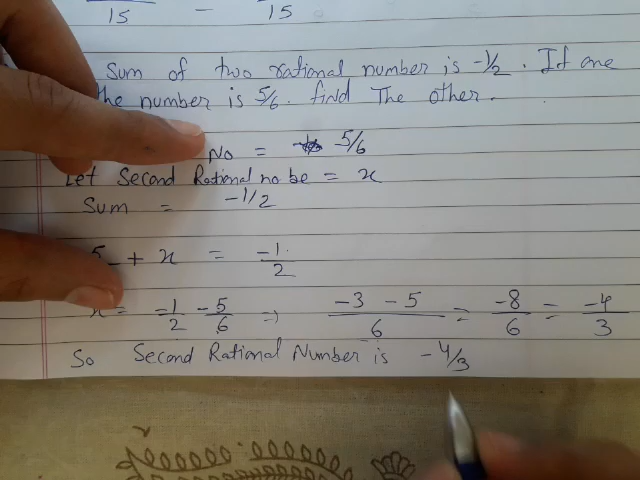 15 - 15
Sum of two rational number is -1/2. If one
the number is 5/6. find The other.
No = 5/6
Let Second Rational no be = x
Sum = -1/2
5 + x = -1/2
x = -1/2 -5/6 ⇒ -3 -5/6 = -8/6 = -4/3
So Second Rational Number is -4/3